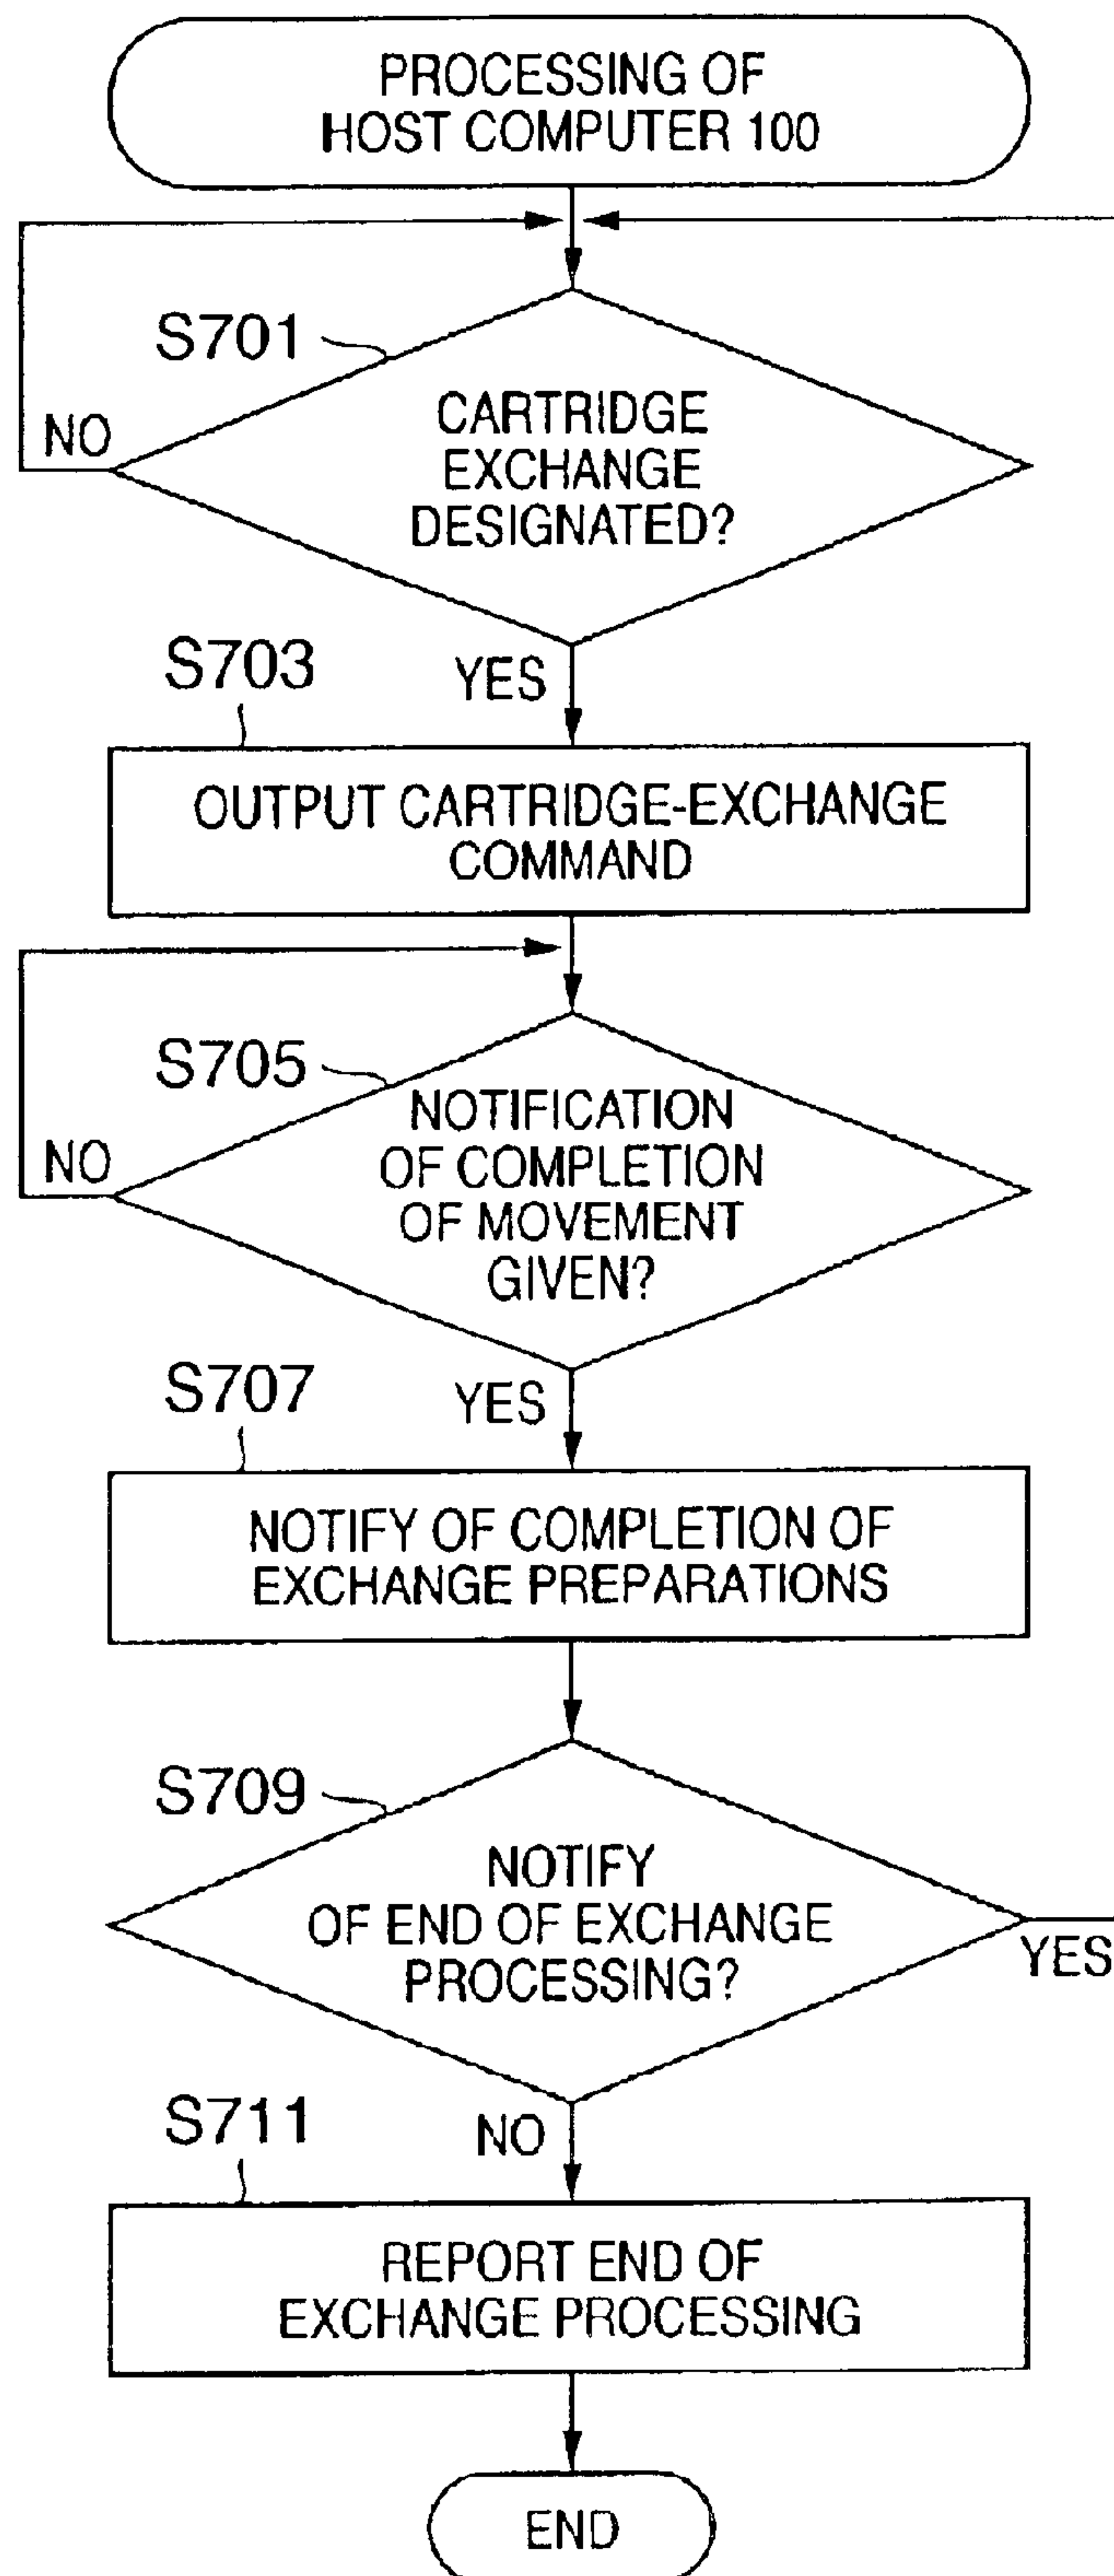 PROCESSING OF
HOST COMPUTER 100
S701
CARTRIDGE
EXCHANGE
DESIGNATED?
NO
YES
S703
OUTPUT CARTRIDGE-EXCHANGE
COMMAND
S705
NOTIFICATION
OF COMPLETION
OF MOVEMENT
GIVEN?
NO
YES
S707
NOTIFY OF COMPLETION OF
EXCHANGE PREPARATIONS
S709
NOTIFY
OF END OF EXCHANGE
PROCESSING?
YES
NO
S711
REPORT END OF
EXCHANGE PROCESSING
END